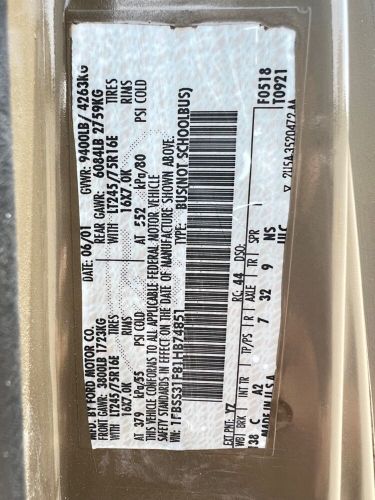 MFD. BY FORD MOTOR CO.
DATE: 06/01 GVWR: 9400LB/ 4263KG
FRONT GAWR: 3800LB 1723KG REAR GAWR: 6084LB 2759KG
WITH LT245/75R16E TIRES WITH LT245/75R16E TIRES
16X7.0K RIMS 16X7.0K RIMS
AT 379 kPa/55 PSI COLD AT 552 kPa/80 PSI COLD
THIS VEHICLE CONFORMS TO ALL APPLICABLE FEDERAL MOTOR VEHICLE
SAFETY STANDARDS IN EFFECT ON THE DATE OF MANUFACTURE SHOWN ABOVE.
VIN: 1FBSS31F81HB74851
TYPE: BUS(NOT SCHOOLBUS)
F0518
T0921
EXT PNT: Y7 RC: 44 DSO:
WB BRK INT TR TP/PS R AXLE TR SPR
138 C A2 7 32 9 NS
MADE IN U.S.A.